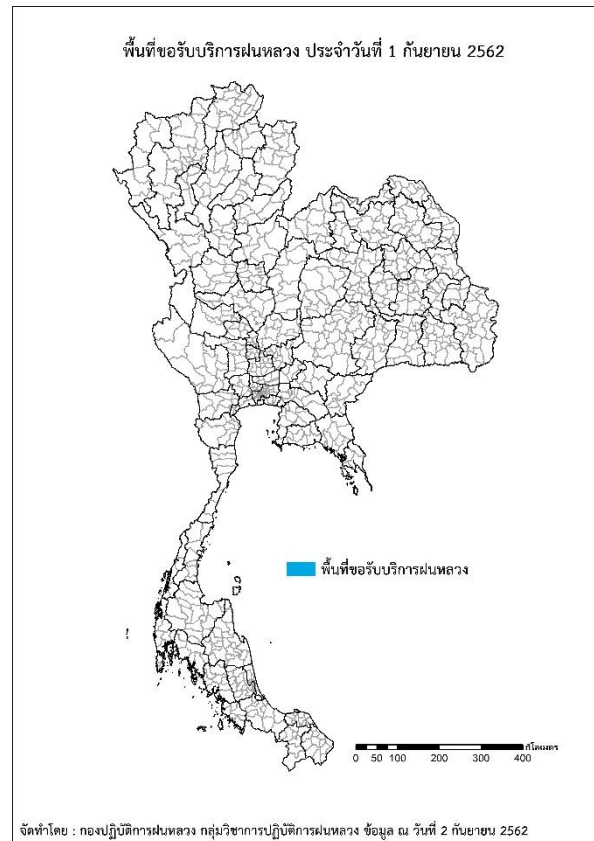 พื้นที่ขอรับบริการฝนหลวง ประจำวันที่ 1 กันยายน 2562
พื้นที่ขอรับบริการฝนหลวง
กิโลเมตร
0 50 100 200 300 400
จัดทำโดย : กองปฏิบัติการฝนหลวง กลุ่มวิชาการปฏิบัติการฝนหลวง ข้อมูล ณ วันที่ 2 กันยายน 2562